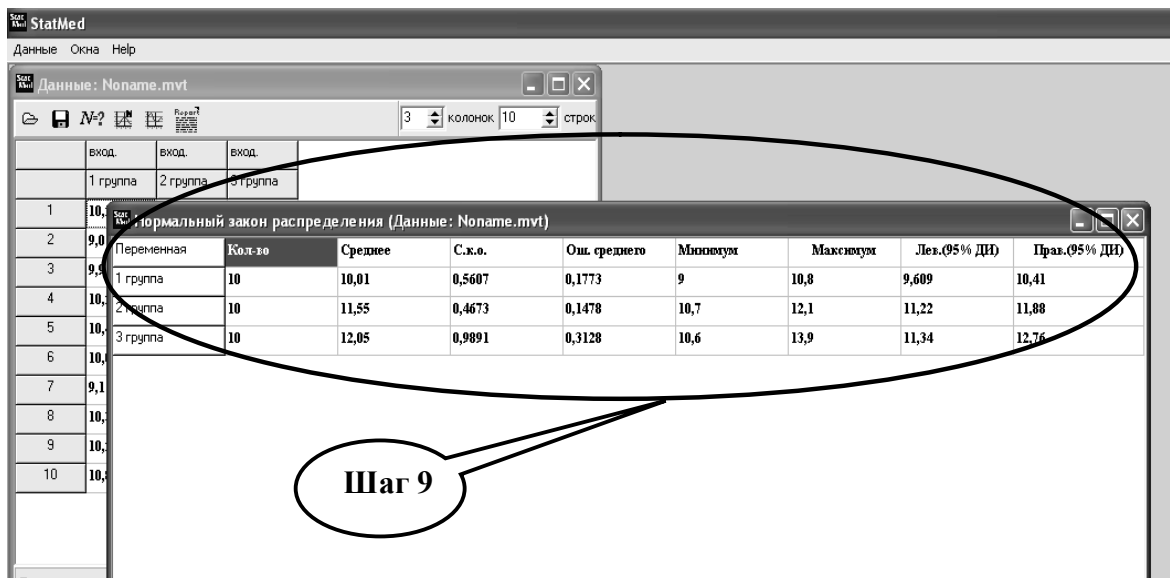 StatMed
Данные Окна Help
Данные: Noname.mvt
N=? Report 3 колонок 10 строк
вход. вход. вход.
1 группа 2 группа 3 группа
1
2
3
4
5
6
7 9,1
8
9
10
Нормальный закон распределения (Данные: Noname.mvt)
Переменная Кол-во Среднее С.к.о. Ош. среднего Минимум Максимум Лев.(95% ДИ) Прав.(95% ДИ)
1 группа 10 10,01 0,5607 0,1773 9 10,8 9,609 10,41
2 группа 10 11,55 0,4673 0,1478 10,7 12,1 11,22 11,88
3 группа 10 12,05 0,9891 0,3128 10,6 13,9 11,34 12,76
Шаг 9